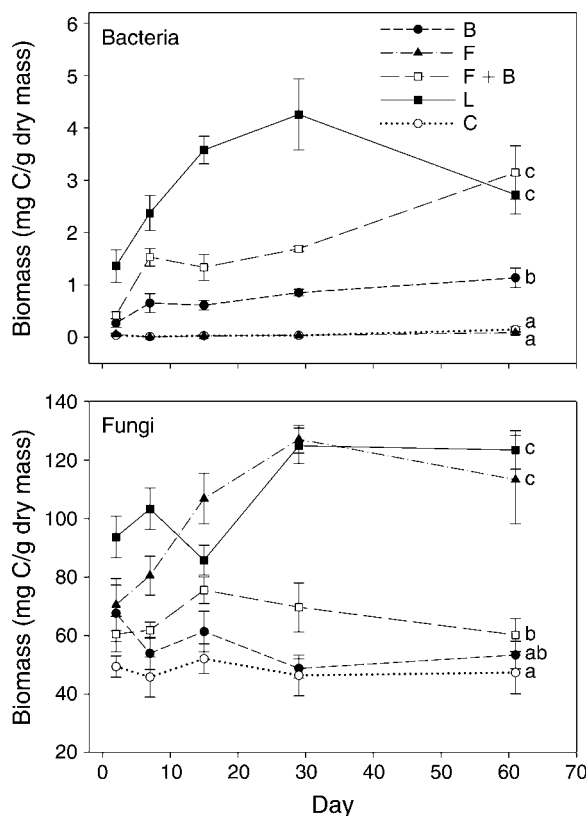 Bacteria
B
F
F + B
L
C
Biomass (mg C/g dry mass)
6
5
4
3
2
1
0
c
c
b
a
a
Fungi
Biomass (mg C/g dry mass)
140
120
100
80
60
40
20
c
c
b
ab
a
0 10 20 30 40 50 60 70
Day